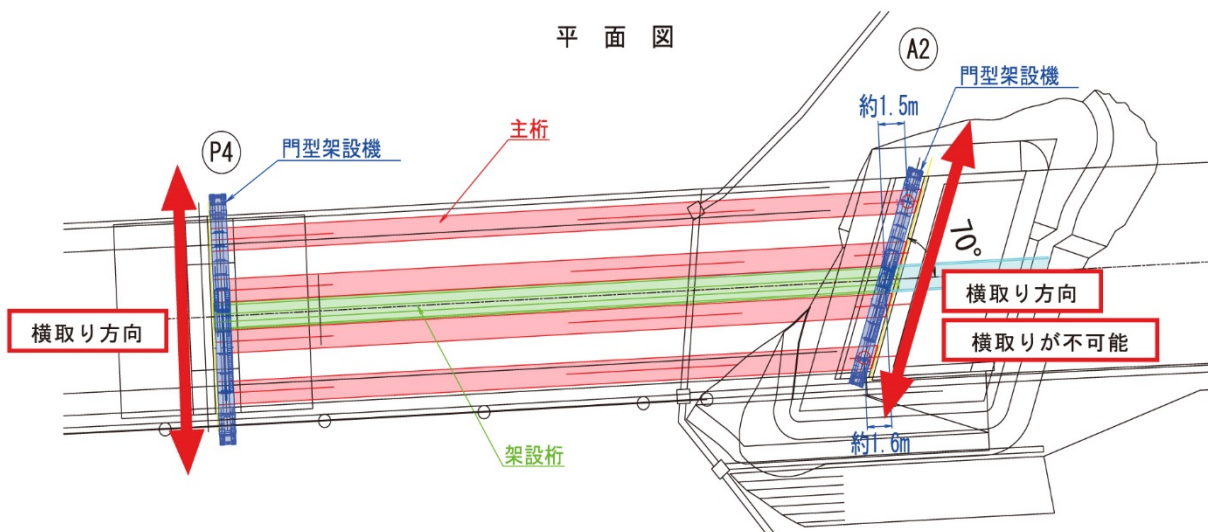 平面図
A2
門型架設機
約1.5m
主桁
P4
門型架設機
70°
横取り方向
横取り方向
横取りが不可能
架設桁
約1.6m